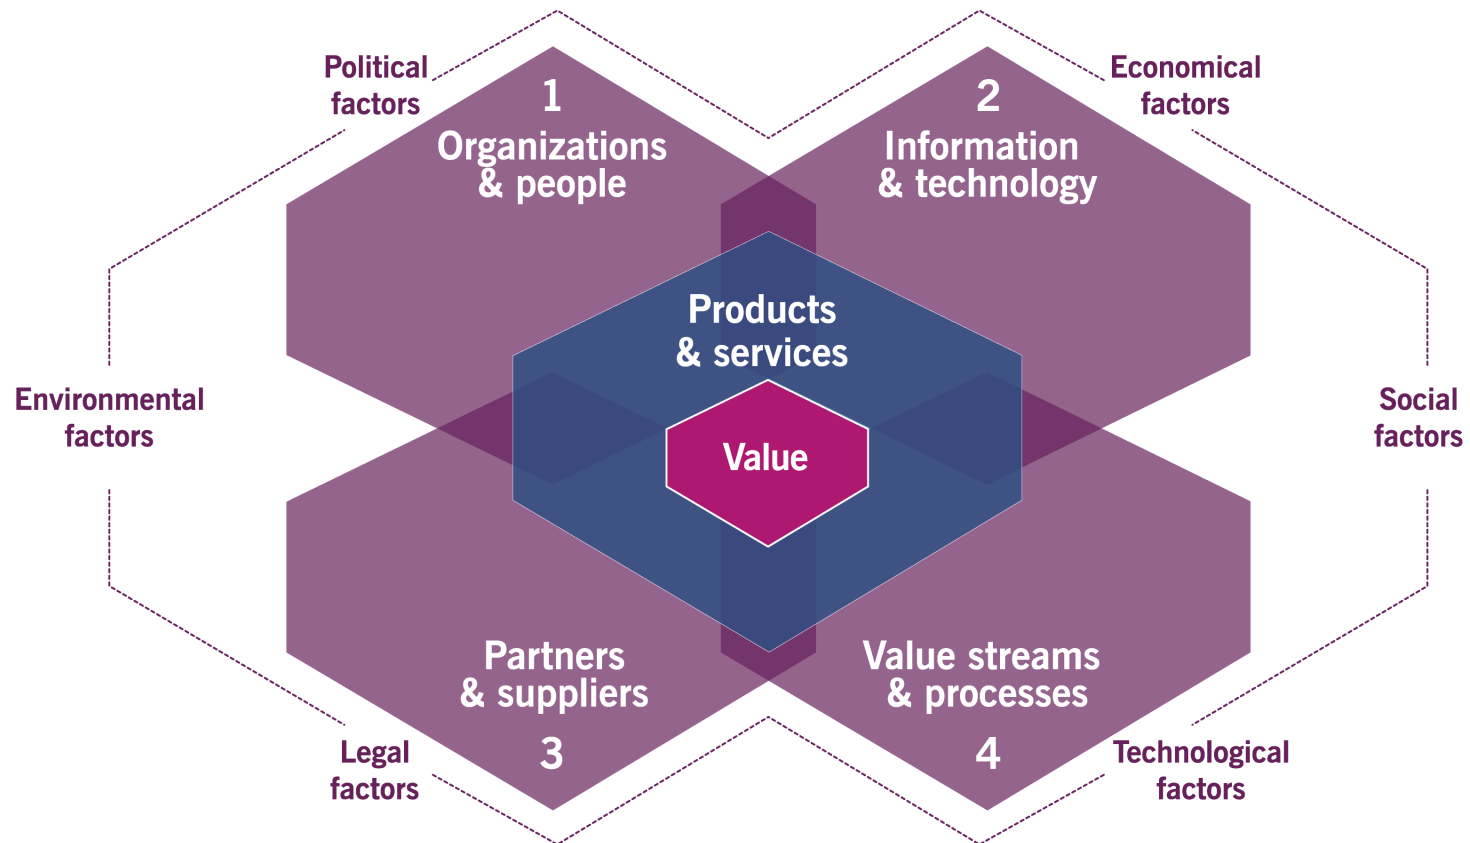 Political
factors
Economical
factors
1
Organizations
& people
2
Information
& technology
Products
& services
Environmental
factors
Value
Social
factors
Partners
& suppliers
3
Value streams
& processes
4
Legal
factors
Technological
factors